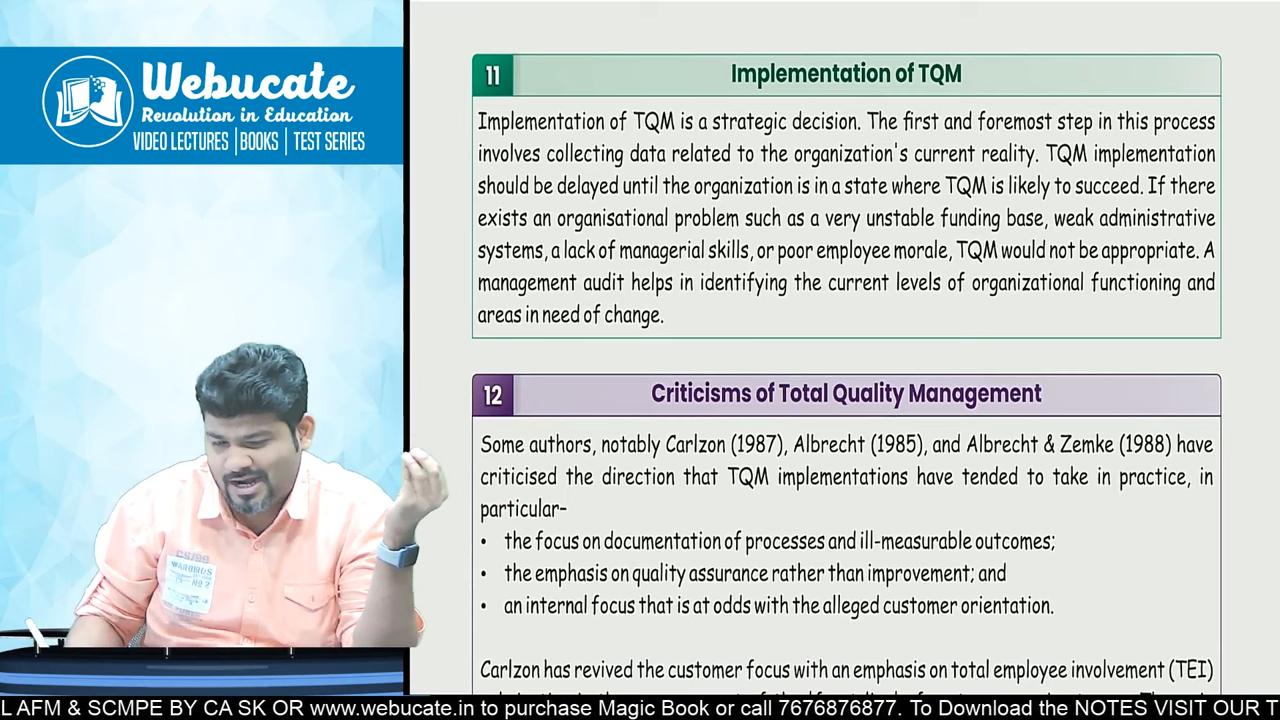 Webucate
Revolution in Education
VIDEO LECTURES | BOOKS | TEST SERIES
11
Implementation of TQM
Implementation of TQM is a strategic decision. The first and foremost step in this process
involves collecting data related to the organization's current reality. TQM implementation
should be delayed until the organization is in a state where TQM is likely to succeed. If there
exists an organisational problem such as a very unstable funding base, weak administrative
systems, a lack of managerial skills, or poor employee morale, TQM would not be appropriate. A
management audit helps in identifying the current levels of organizational functioning and
areas in need of change.
12
Criticisms of Total Quality Management
Some authors, notably Carlzon (1987), Albrecht (1985), and Albrecht & Zemke (1988) have
criticised the direction that TQM implementations have tended to take in practice, in
particular–
• the focus on documentation of processes and ill-measurable outcomes;
• the emphasis on quality assurance rather than improvement; and
• an internal focus that is at odds with the alleged customer orientation.
Carlzon has revived the customer focus with an emphasis on total employee involvement (TEI)
CS/99
WARBIRDS
NO 2
L AFM & SCMPE BY CA SK OR www.webucate.in to purchase Magic Book or call 7676876877. To Download the NOTES VISIT OUR T